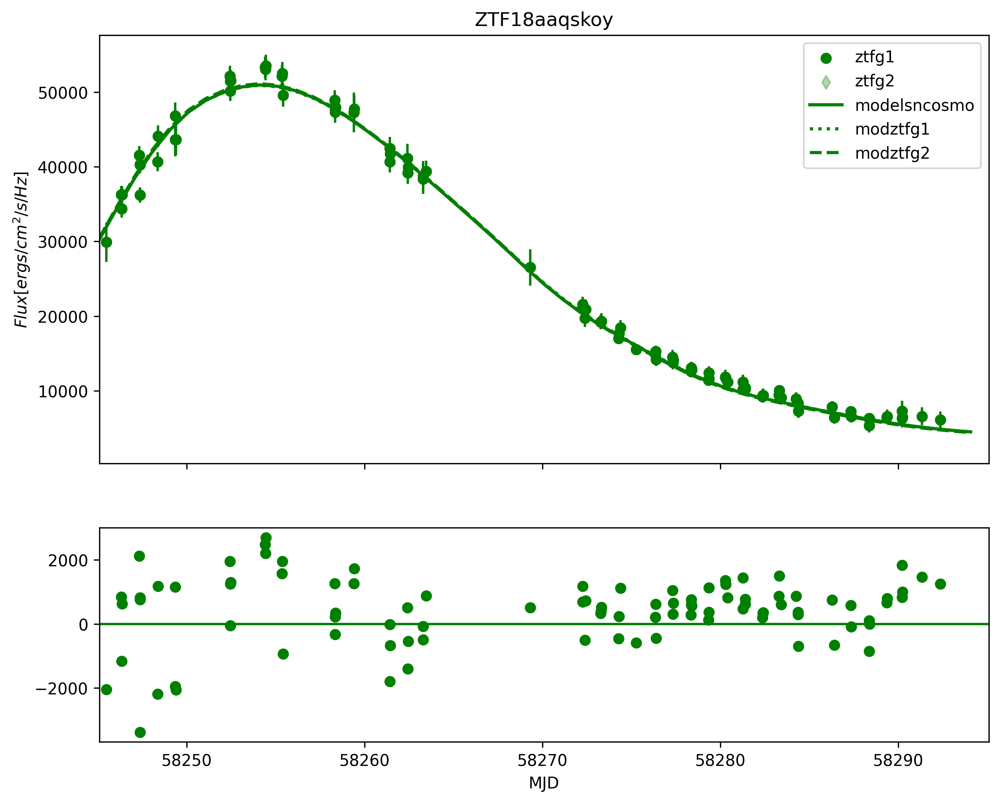 ZTF18aaqskoy
ztfg1
ztfg2
modelsncosmo
modztfg1
modztfg2
Flux[ergs/cm²/s/Hz]
50000
40000
30000
20000
10000
2000
0
−2000
58250 58260 58270 58280 58290
MJD